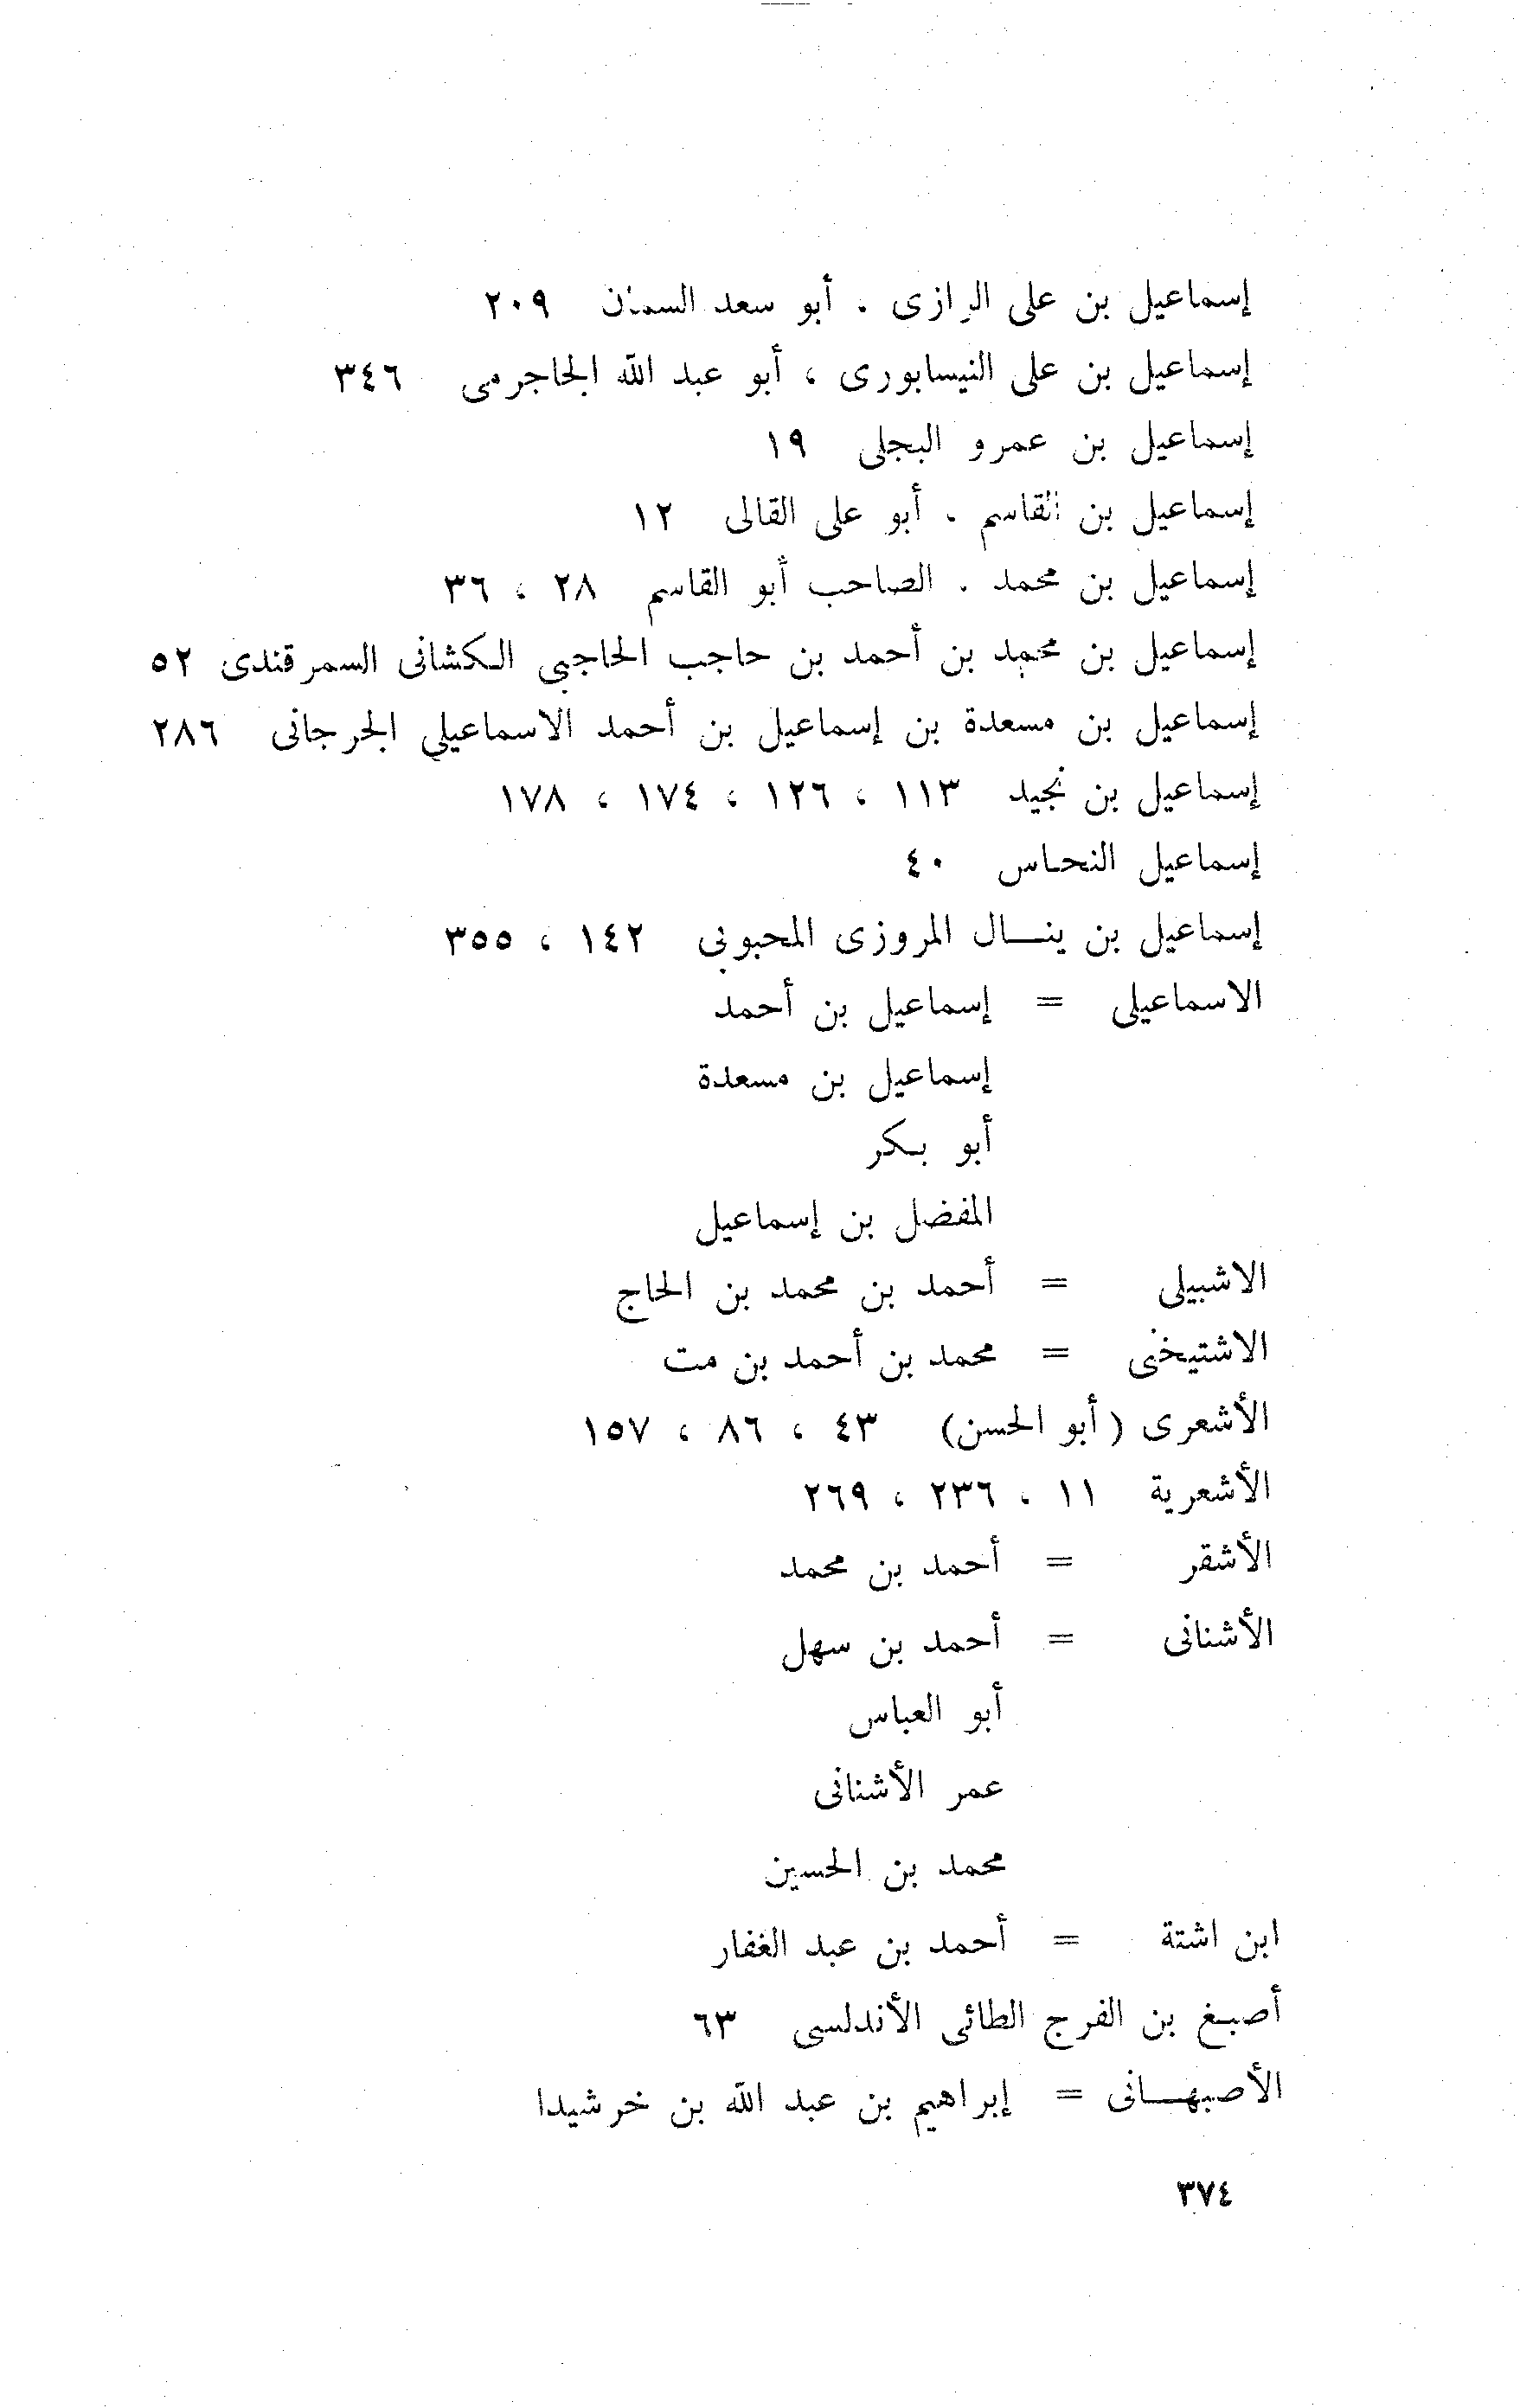 إسماعيل بن على الرازى ، أبو سعد السمان ٢٠٩
إسماعيل بن على النيسابورى ، أبو عبد الله الجاجرمى ٣٤٦
إسماعيل بن عمرو البجلى ١٩
إسماعيل بن القاسم ، أبو على القالى ١٢
إسماعيل بن محمد ، الصاحب أبو القاسم ٢٨ ، ٣٦
إسماعيل بن محمد بن أحمد بن حاجب الحاجبى الكشانى السمرقندى ٥٢
إسماعيل بن مسعدة بن إسماعيل بن أحمد الاسماعيلي الجرجانى ٢٨٦
إسماعيل بن نجيد ١١٣ ، ١٢٦ ، ١٧٤ ، ١٧٨
إسماعيل النحاس ٤٠
إسماعيل بن ينال المروزى المحبوبى ١٤٢ ، ٣٥٥
الاسماعيلى = إسماعيل بن أحمد
إسماعيل بن مسعدة
أبو بكر
المفضل بن إسماعيل
الاشبيلى = أحمد بن محمد بن الحاج
الاشتيخى = محمد بن أحمد بن مت
الأشعرى (أبو الحسن) ٤٣ ، ٨٦ ، ١٥٧
الأشعرية ١١ ، ٢٣٦ ، ٢٦٩
الأشقر = أحمد بن محمد
الأشنانى = أحمد بن سهل
أبو العباس
عمر الأشنانى
محمد بن الحسين
ابن اشتة = أحمد بن عبد الغفار
أصبغ بن الفرج الطائى الأندلسى ٦٣
الأصبهانى = إبراهيم بن عبد الله بن خرشيدا
٣٧٤